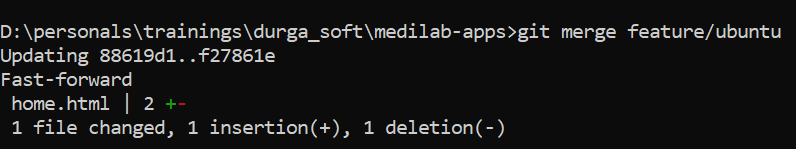 D:\personals\trainings\durga_soft\medilab-apps>git merge feature/ubuntu
Updating 88619d1..f27861e
Fast-forward
 home.html | 2 +-
 1 file changed, 1 insertion(+), 1 deletion(-)